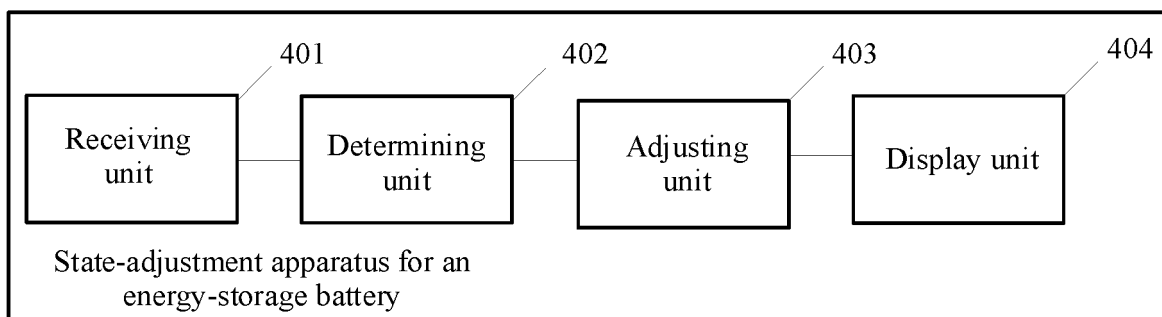 401
402
403
404
Receiving
unit
Determining
unit
Adjusting
unit
Display unit
State-adjustment apparatus for an
energy-storage battery